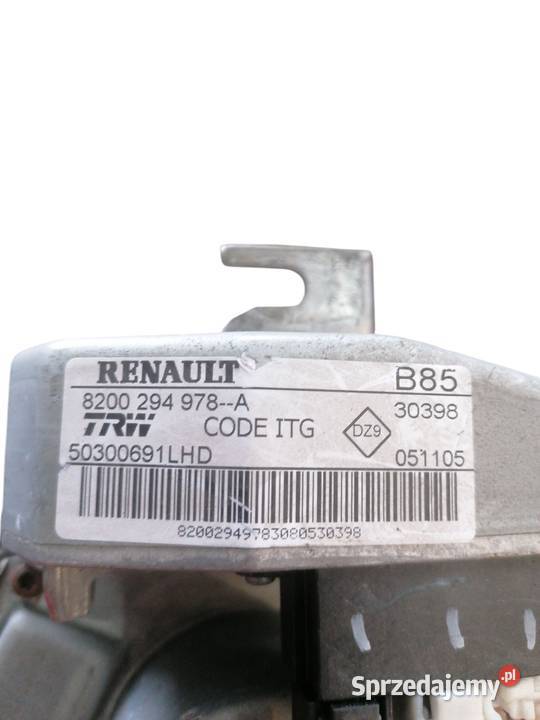 RENAULT B85
8200 294 978--A 30398
TRW CODE ITG DZ9
50300691LHD 051105
82002949783080530398
Sprzedajemy.pl